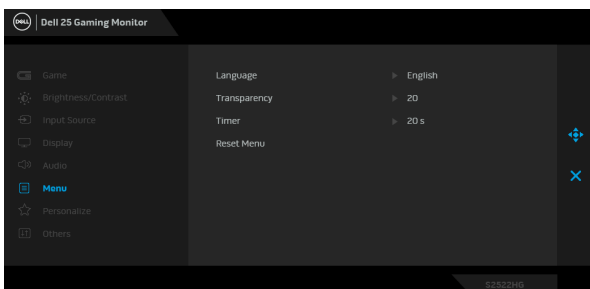 DELL Dell 25 Gaming Monitor
Game
Brightness/Contrast
Input Source
Display
Audio
Menu
Personalize
Others
Language English
Transparency 20
Timer 20 s
Reset Menu
S2522HG